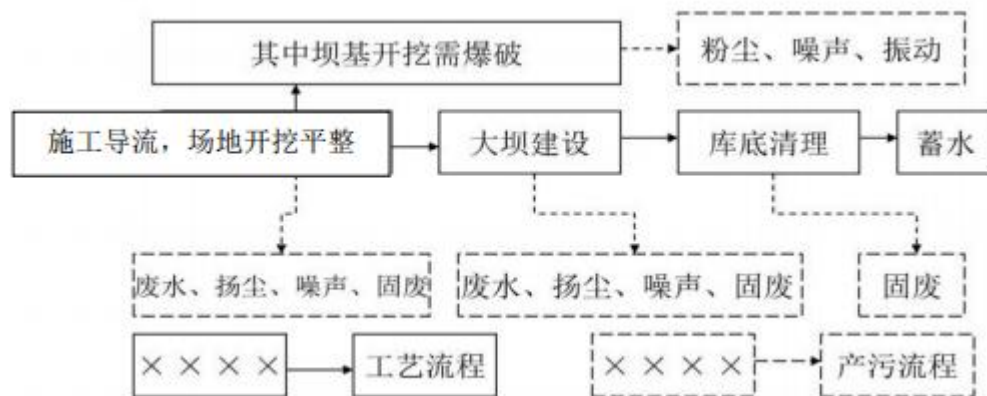 其中坝基开挖需爆破
粉尘、噪声、振动
施工导流，场地开挖平整
大坝建设
库底清理
蓄水
废水、扬尘、噪声、固废
废水、扬尘、噪声、固废
固废
××××
工艺流程
××××
产污流程